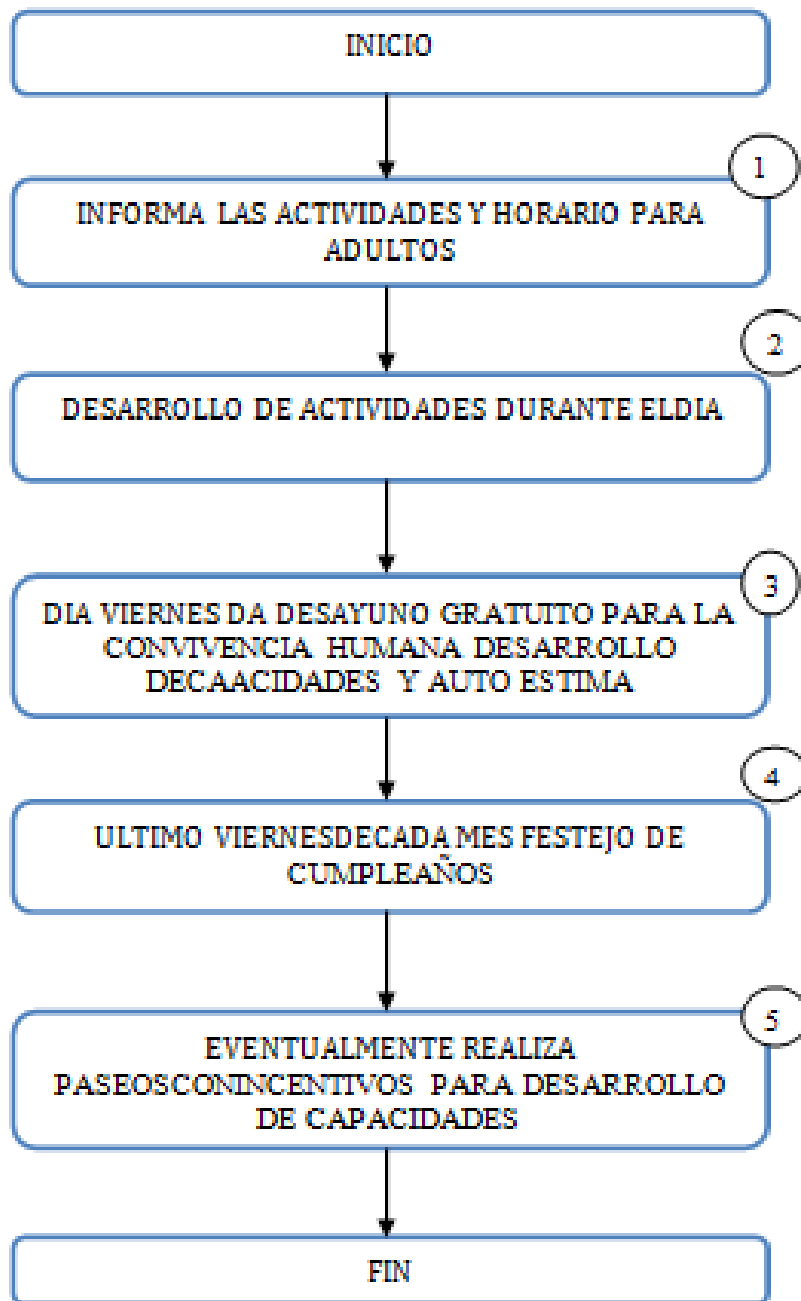 INICIO
1
INFORMA LAS ACTIVIDADES Y HORARIO PARA
ADULTOS
2
DESARROLLO DE ACTIVIDADES DURANTE ELDIA
3
DIA VIERNES DA DESAYUNO GRATUITO PARA LA
CONVIVENCIA HUMANA DESARROLLO
DECAACIDADES Y AUTO ESTIMA
4
ULTIMO VIERNESDECADA MES FESTEJO DE
CUMPLEAÑOS
5
EVENTUALMENTE REALIZA
PASEOSCONINCENTIVOS PARA DESARROLLO
DE CAPACIDADES
FIN